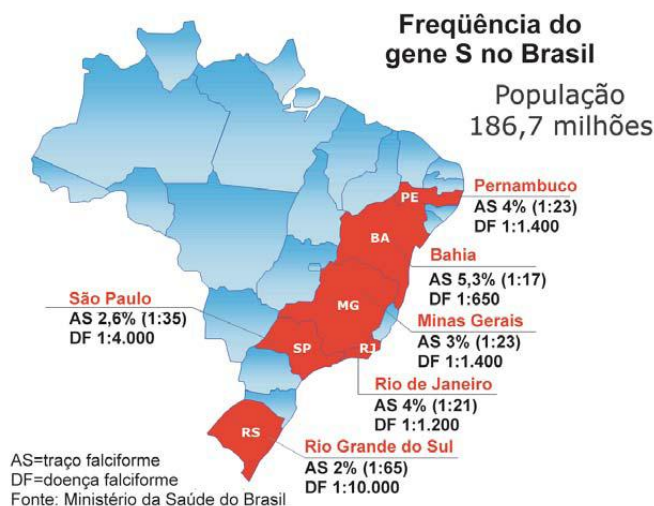 Freqüência do
gene S no Brasil
População
186,7 milhões
PE
Pernambuco
AS 4% (1:23)
DF 1:1.400
BA
Bahia
AS 5,3% (1:17)
DF 1:650
São Paulo
AS 2,6% (1:35)
DF 1:4.000
MG
Minas Gerais
AS 3% (1:23)
DF 1:1.400
SP
RJ
Rio de Janeiro
AS 4% (1:21)
DF 1:1.200
RS
Rio Grande do Sul
AS 2% (1:65)
DF 1:10.000
AS=traço falciforme
DF=doença falciforme
Fonte: Ministério da Saúde do Brasil